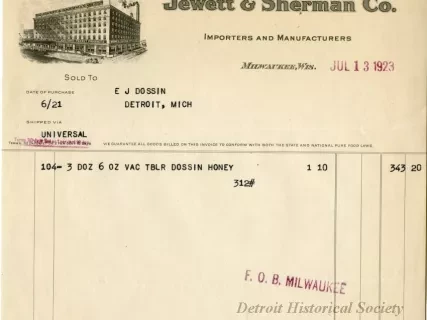 Jewett & Sherman Co.
IMPORTERS AND MANUFACTURERS
MILWAUKEE, WIS. JUL 13 1923
SOLD TO
DATE OF PURCHASE E J DOSSIN
6/21 DETROIT, MICH
SHIPPED VIA
UNIVERSAL
WE GUARANTEE ALL GOODS BILLED ON THIS INVOICE TO CONFORM WITH BOTH THE STATE AND NATIONAL PURE FOOD LAWS.
104- 3 DOZ 6 OZ VAC TBLR DOSSIN HONEY 1 10 343 20
312#
F. O. B. MILWAUKEE
Detroit Historical Society